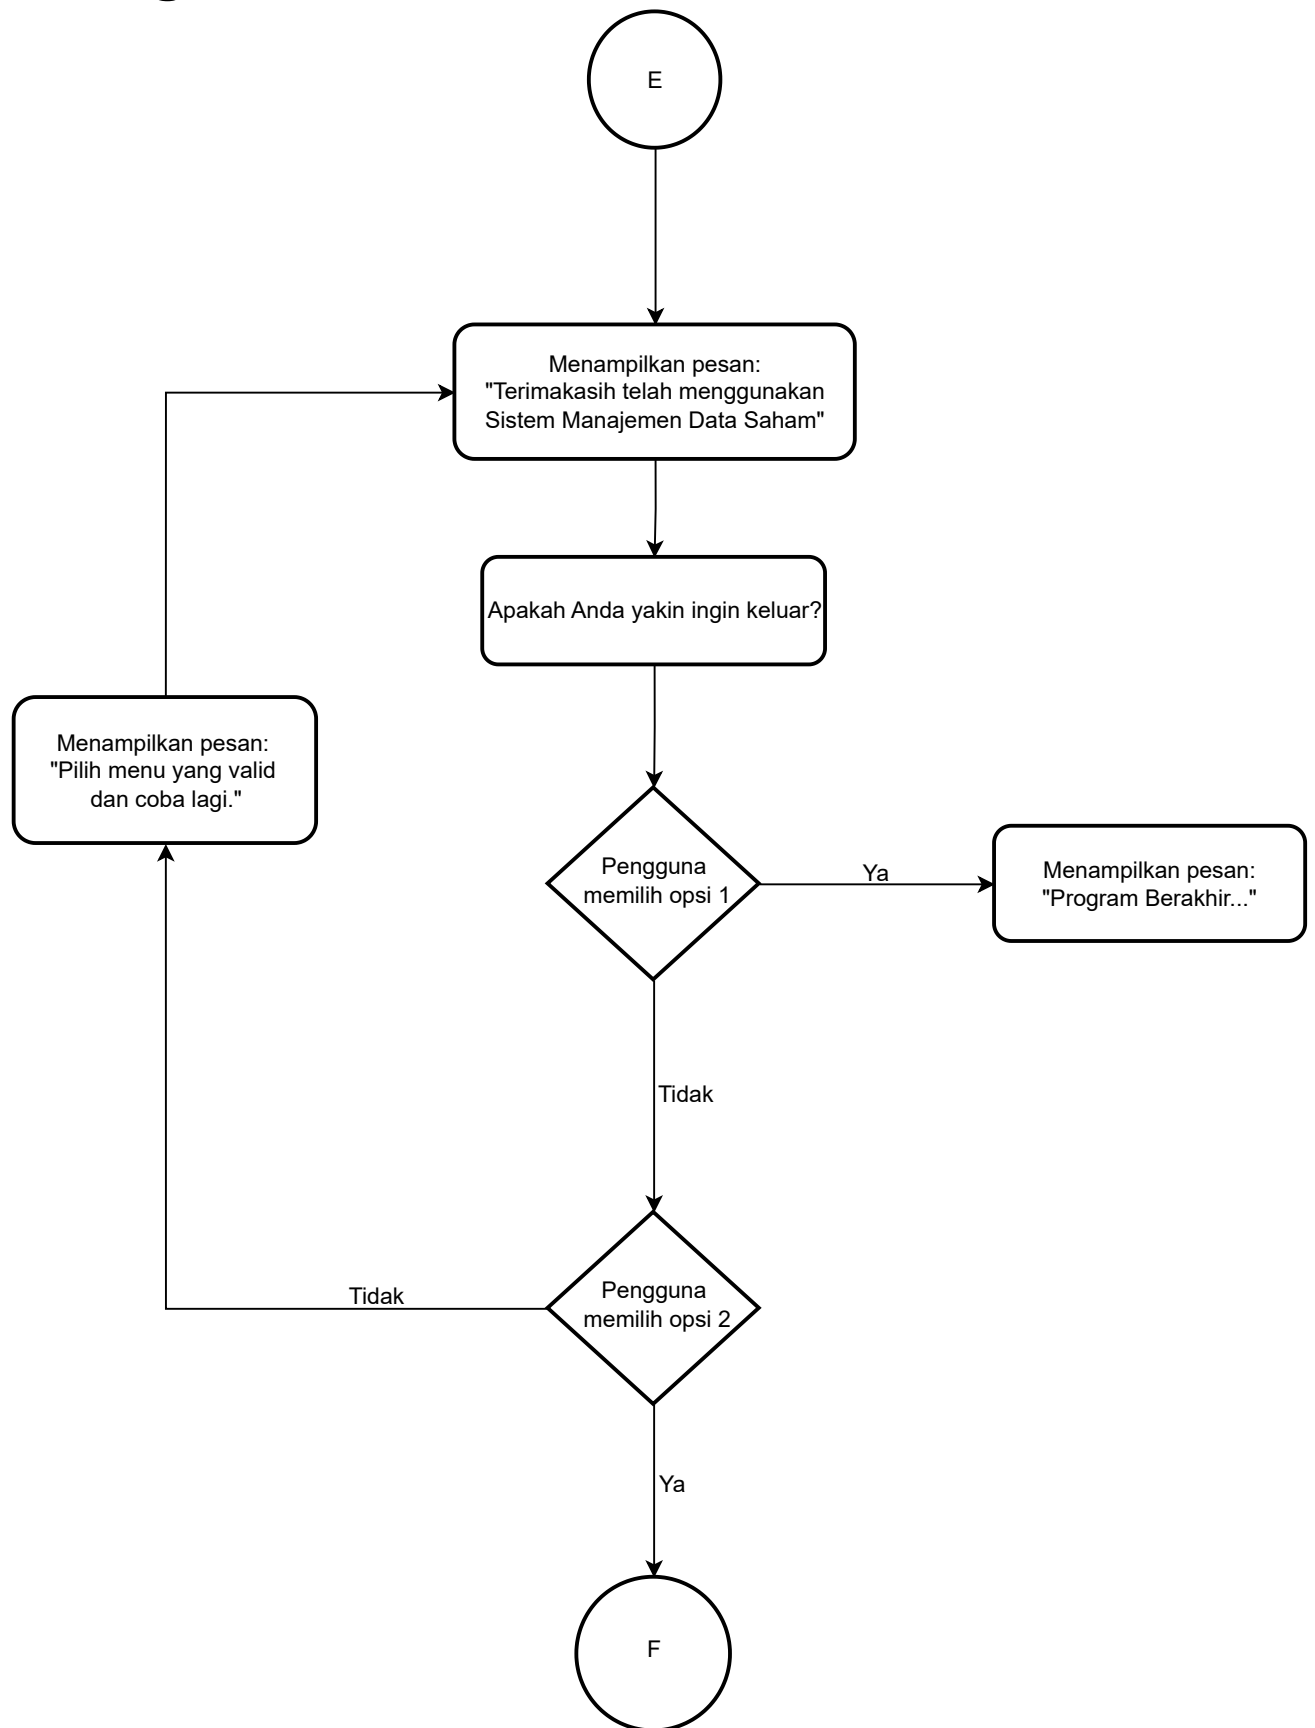 E
Menampilkan pesan:
"Terimakasih telah menggunakan
Sistem Manajemen Data Saham"
Apakah Anda yakin ingin keluar?
Menampilkan pesan:
"Pilih menu yang valid
dan coba lagi."
Pengguna
memilih opsi 1
Ya
Menampilkan pesan:
"Program Berakhir..."
Tidak
Pengguna
memilih opsi 2
Tidak
Ya
F